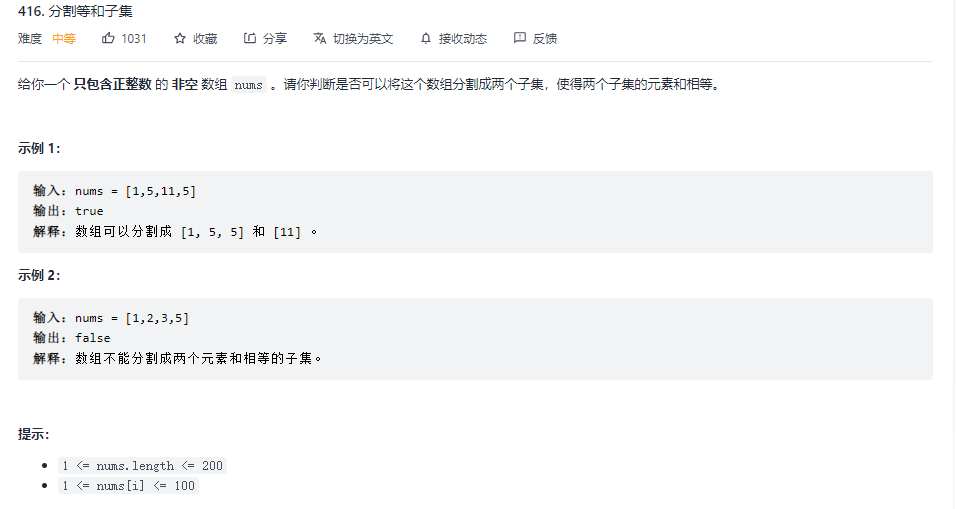 416. 分割等和子集
难度 中等 1031 收藏 分享 切换为英文 接收动态 反馈
给你一个 只包含正整数 的 非空 数组 nums 。请你判断是否可以将这个数组分割成两个子集，使得两个子集的元素和相等。
示例 1：
输入：nums = [1,5,11,5]
输出：true
解释：数组可以分割成 [1, 5, 5] 和 [11] 。
示例 2：
输入：nums = [1,2,3,5]
输出：false
解释：数组不能分割成两个元素和相等的子集。
提示：
• 1 <= nums.length <= 200
• 1 <= nums[i] <= 100